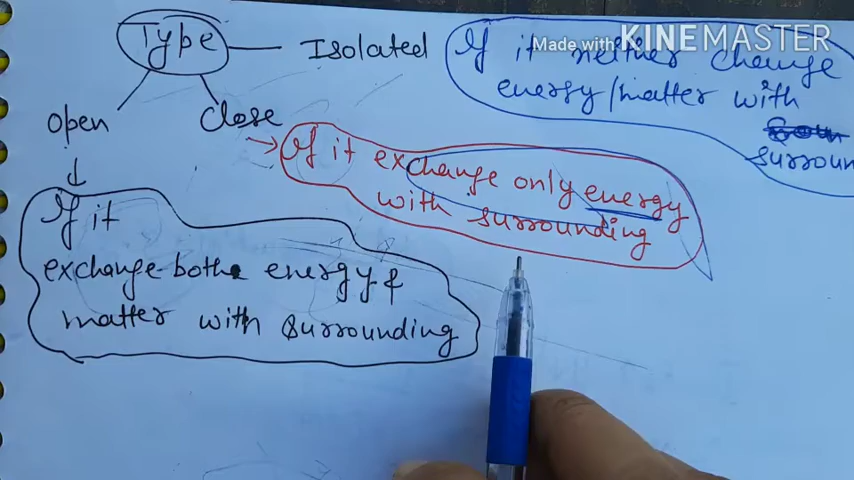 Made with KINEMASTER
Type
Isolated
If it neither change
energy/matter with
surroun
open
close
If it exchange only energy
with surrounding
If it
exchange both energy &
matter with surrounding